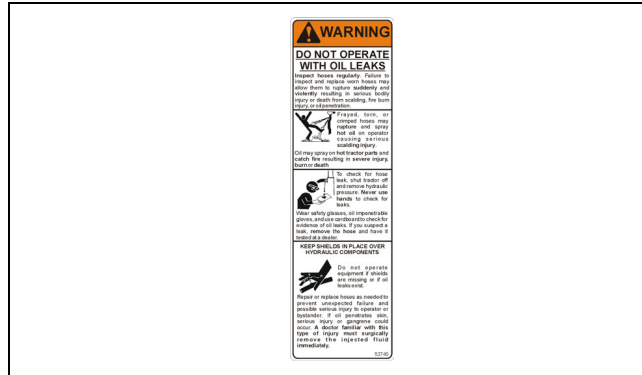 WARNING
DO NOT OPERATE
WITH OIL LEAKS
Inspect hoses regularly. Failure to
inspect and replace worn hoses may
allow them to rupture suddenly and
violently resulting in serious bodily
injury or death from scalding, fire burn
injury, or oil penetration.
Frayed, torn, or
crimped hoses may
rupture and spray
hot oil on operator
causing serious
scalding injury.
Oil may spray on hot tractor parts and
catch fire resulting in severe injury,
burn or death
To check for hose
leak, shut tractor off
and remove hydraulic
pressure. Never use
hands to check for
leaks.
Wear safety glasses, oil impenetrable
gloves, and use cardboard to check for
evidence of oil leaks. If you suspect a
leak, remove the hose and have it
tested at a dealer.
KEEP SHIELDS IN PLACE OVER
HYDRAULIC COMPONENTS
Do not operate
equipment if shields
are missing or if oil
leaks exist.
Repair or replace hoses as needed to
prevent unexpected failure and
possible serious injury to operator or
bystander. If oil penetrates skin,
serious injury or gangrene could
occur. A doctor familiar with this
type of injury must surgically
remove the injected fluid
immediately.
52740